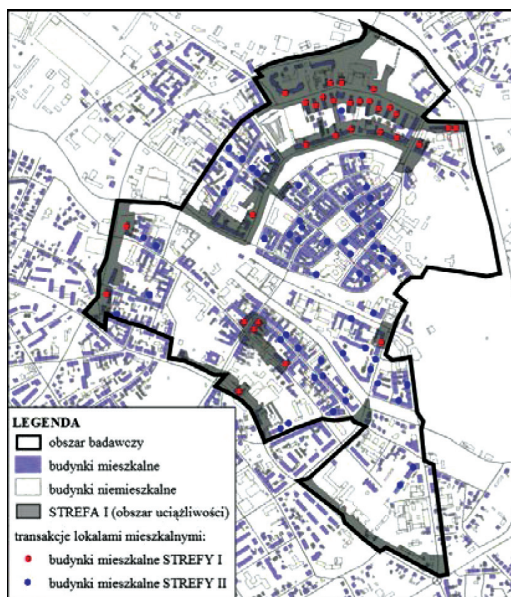 LEGENDA
obszar badawczy
budynki mieszkalne
budynki niemieszkalne
STREFA I (obszar uciążliwości)
transakcje lokalami mieszkalnymi:
budynki mieszkalne STREFY I
budynki mieszkalne STREFY II